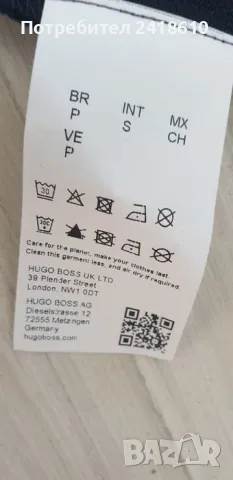 Потребител 2418610
BR INT MX
P S CH
VE
P
30
30C
Care for the planet, make your clothes last.
Clean this garment less, and air dry if required.
HUGO BOSS UK LTD
39 Plender Street
London, NW1 0DT
HUGO BOSS AG
Dieselstrasse 12
72555 Metzingen
Germany
hugoboss.com
BAZAR